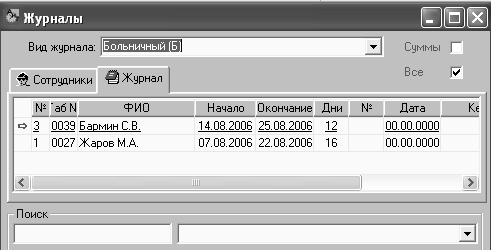 Журналы
Вид журнала: Больничный (Б) Суммы
Все
Сотрудники Журнал
№ Таб N ФИО Начало Окончание Дни № Дата Ке
3 0039 Бармин С.В. 14.08.2006 25.08.2006 12 00.00.0000
1 0027 Жаров М.А. 07.08.2006 22.08.2006 16 00.00.0000
Поиск